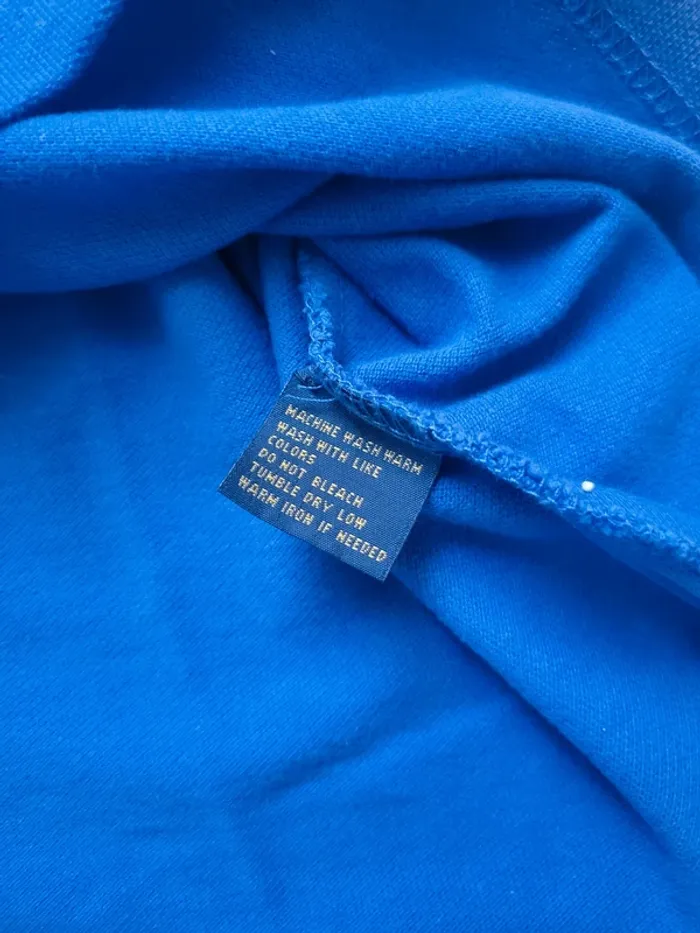 MACHINE WASH WARM
WASH WITH LIKE
COLORS
DO NOT BLEACH
TUMBLE DRY LOW
WARM IRON IF NEEDED